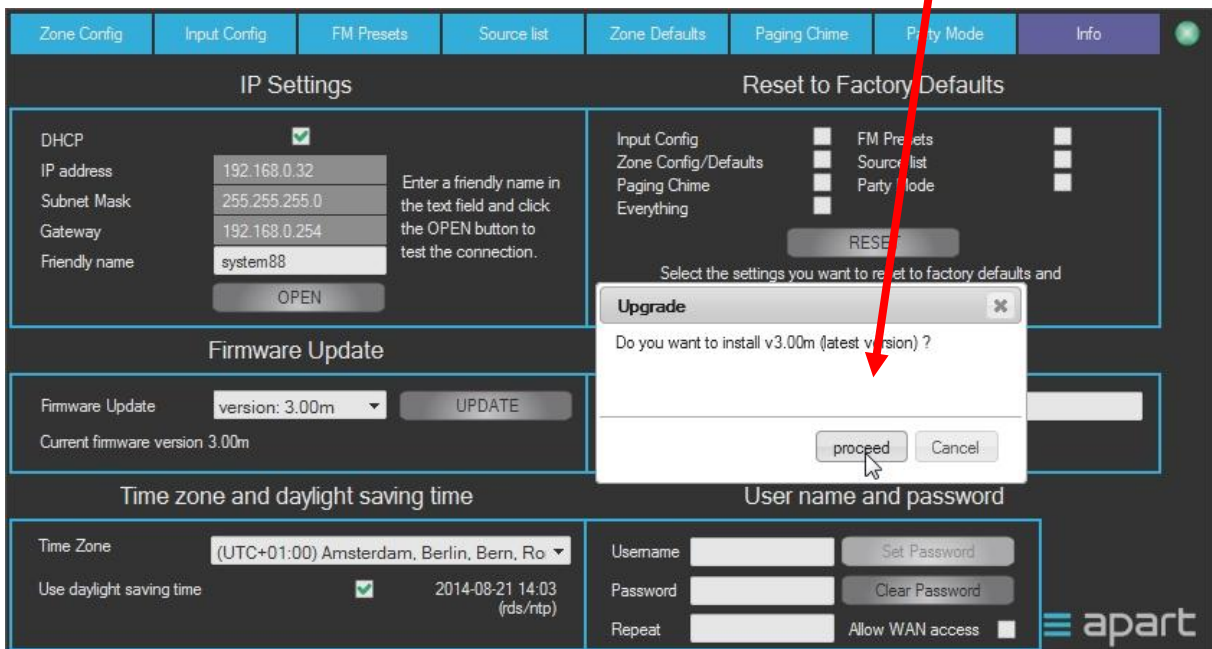 Zone Config Input Config FM Presets Source list Zone Defaults Paging Chime Party Mode Info
IP Settings
DHCP
IP address 192.168.0.32
Subnet Mask 255.255.255.0
Gateway 192.168.0.254
Friendly name system88
OPEN
Enter a friendly name in
the text field and click
the OPEN button to
test the connection.
Reset to Factory Defaults
Input Config FM Presets
Zone Config/Defaults Source list
Paging Chime Party Mode
Everything
RESET
Select the settings you want to reset to factory defaults and
Upgrade
Do you want to install v3.00m (latest version) ?
proceed Cancel
Firmware Update
Firmware Update version: 3.00m UPDATE
Current firmware version 3.00m
Time zone and daylight saving time
Time Zone (UTC+01:00) Amsterdam, Berlin, Bern, Ro
Use daylight saving time 2014-08-21 14:03
(rds/ntp)
User name and password
Username Set Password
Password Clear Password
Repeat Allow WAN access
apart